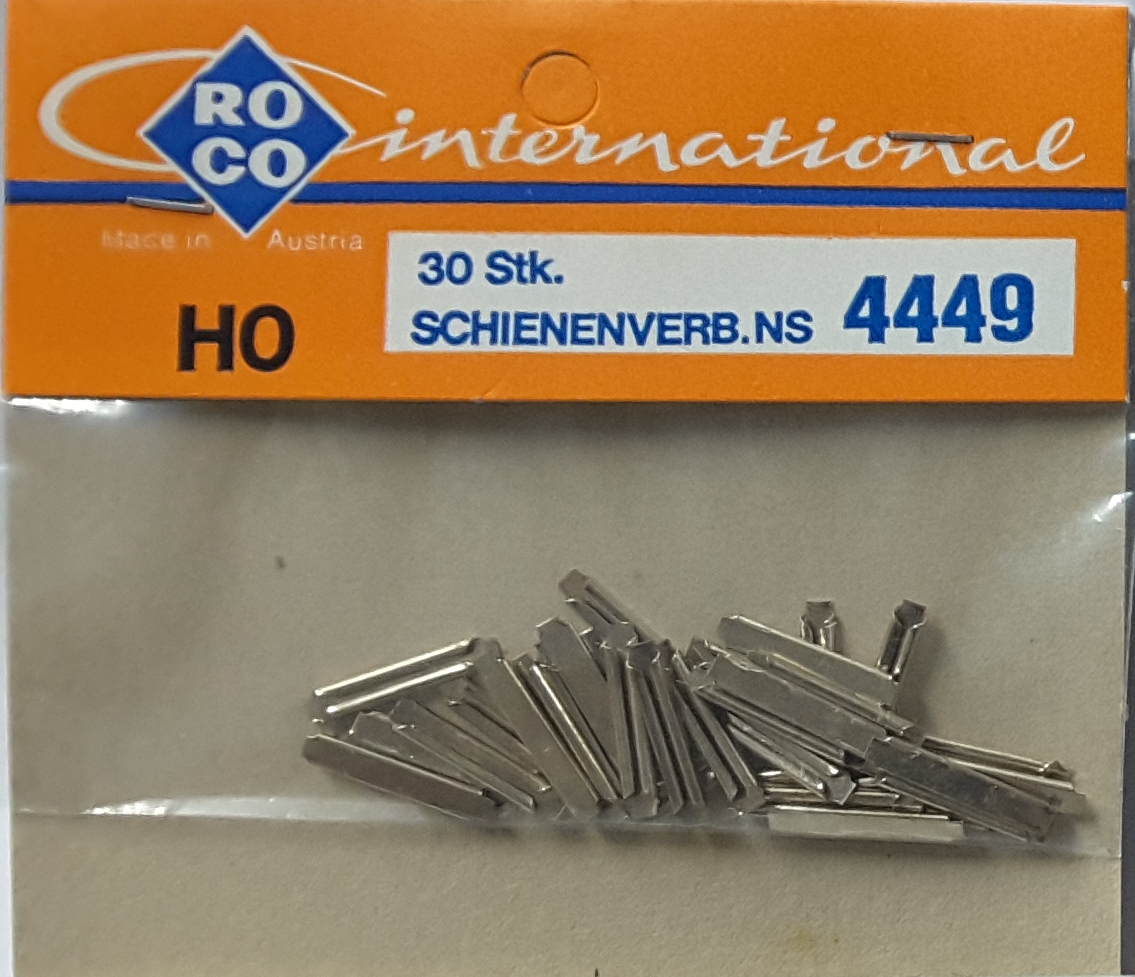 RO
CO
international
Made in Austria
30 Stk.
HO
SCHIENENVERB.NS 4449